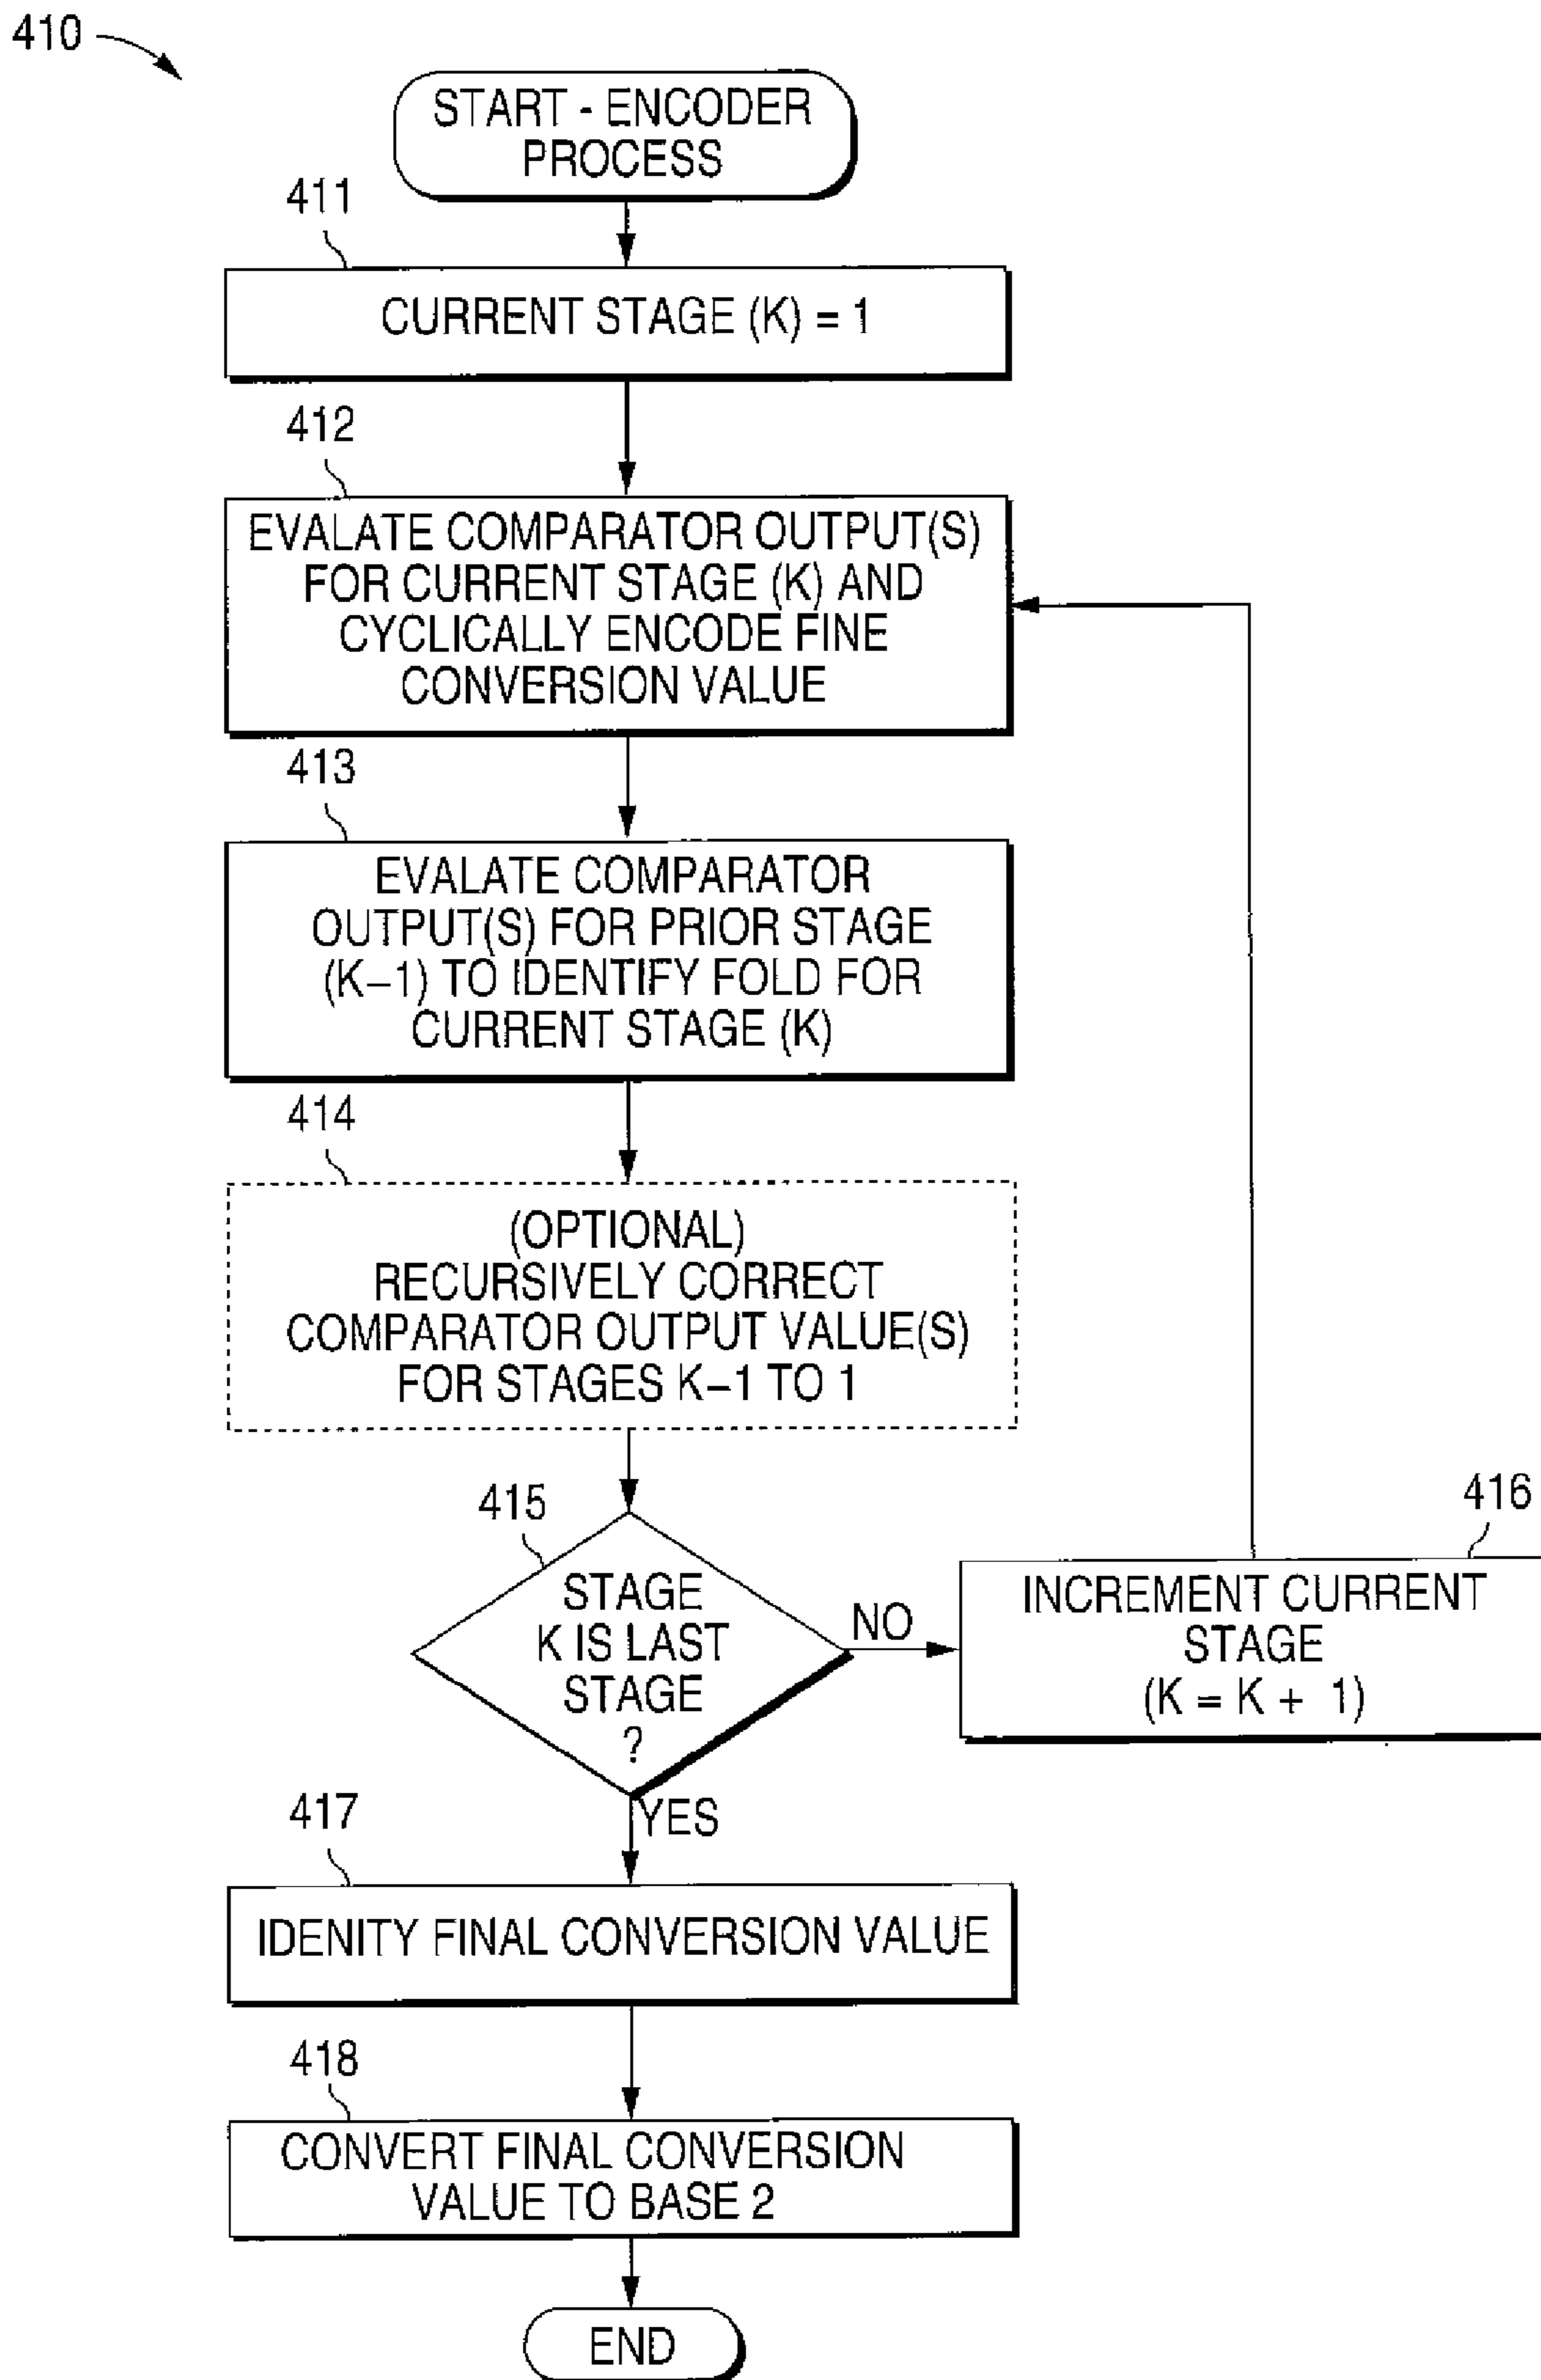 410
START - ENCODER
PROCESS
411
CURRENT STAGE (K) = 1
412
EVALATE COMPARATOR OUTPUT(S)
FOR CURRENT STAGE (K) AND
CYCLICALLY ENCODE FINE
CONVERSION VALUE
413
EVALATE COMPARATOR
OUTPUT(S) FOR PRIOR STAGE
(K–1) TO IDENTIFY FOLD FOR
CURRENT STAGE (K)
414
(OPTIONAL)
RECURSIVELY CORRECT
COMPARATOR OUTPUT VALUE(S)
FOR STAGES K–1 TO 1
415
STAGE
K IS LAST
STAGE
?
NO
416
INCREMENT CURRENT
STAGE
(K = K + 1)
YES
417
IDENITY FINAL CONVERSION VALUE
418
CONVERT FINAL CONVERSION
VALUE TO BASE 2
END